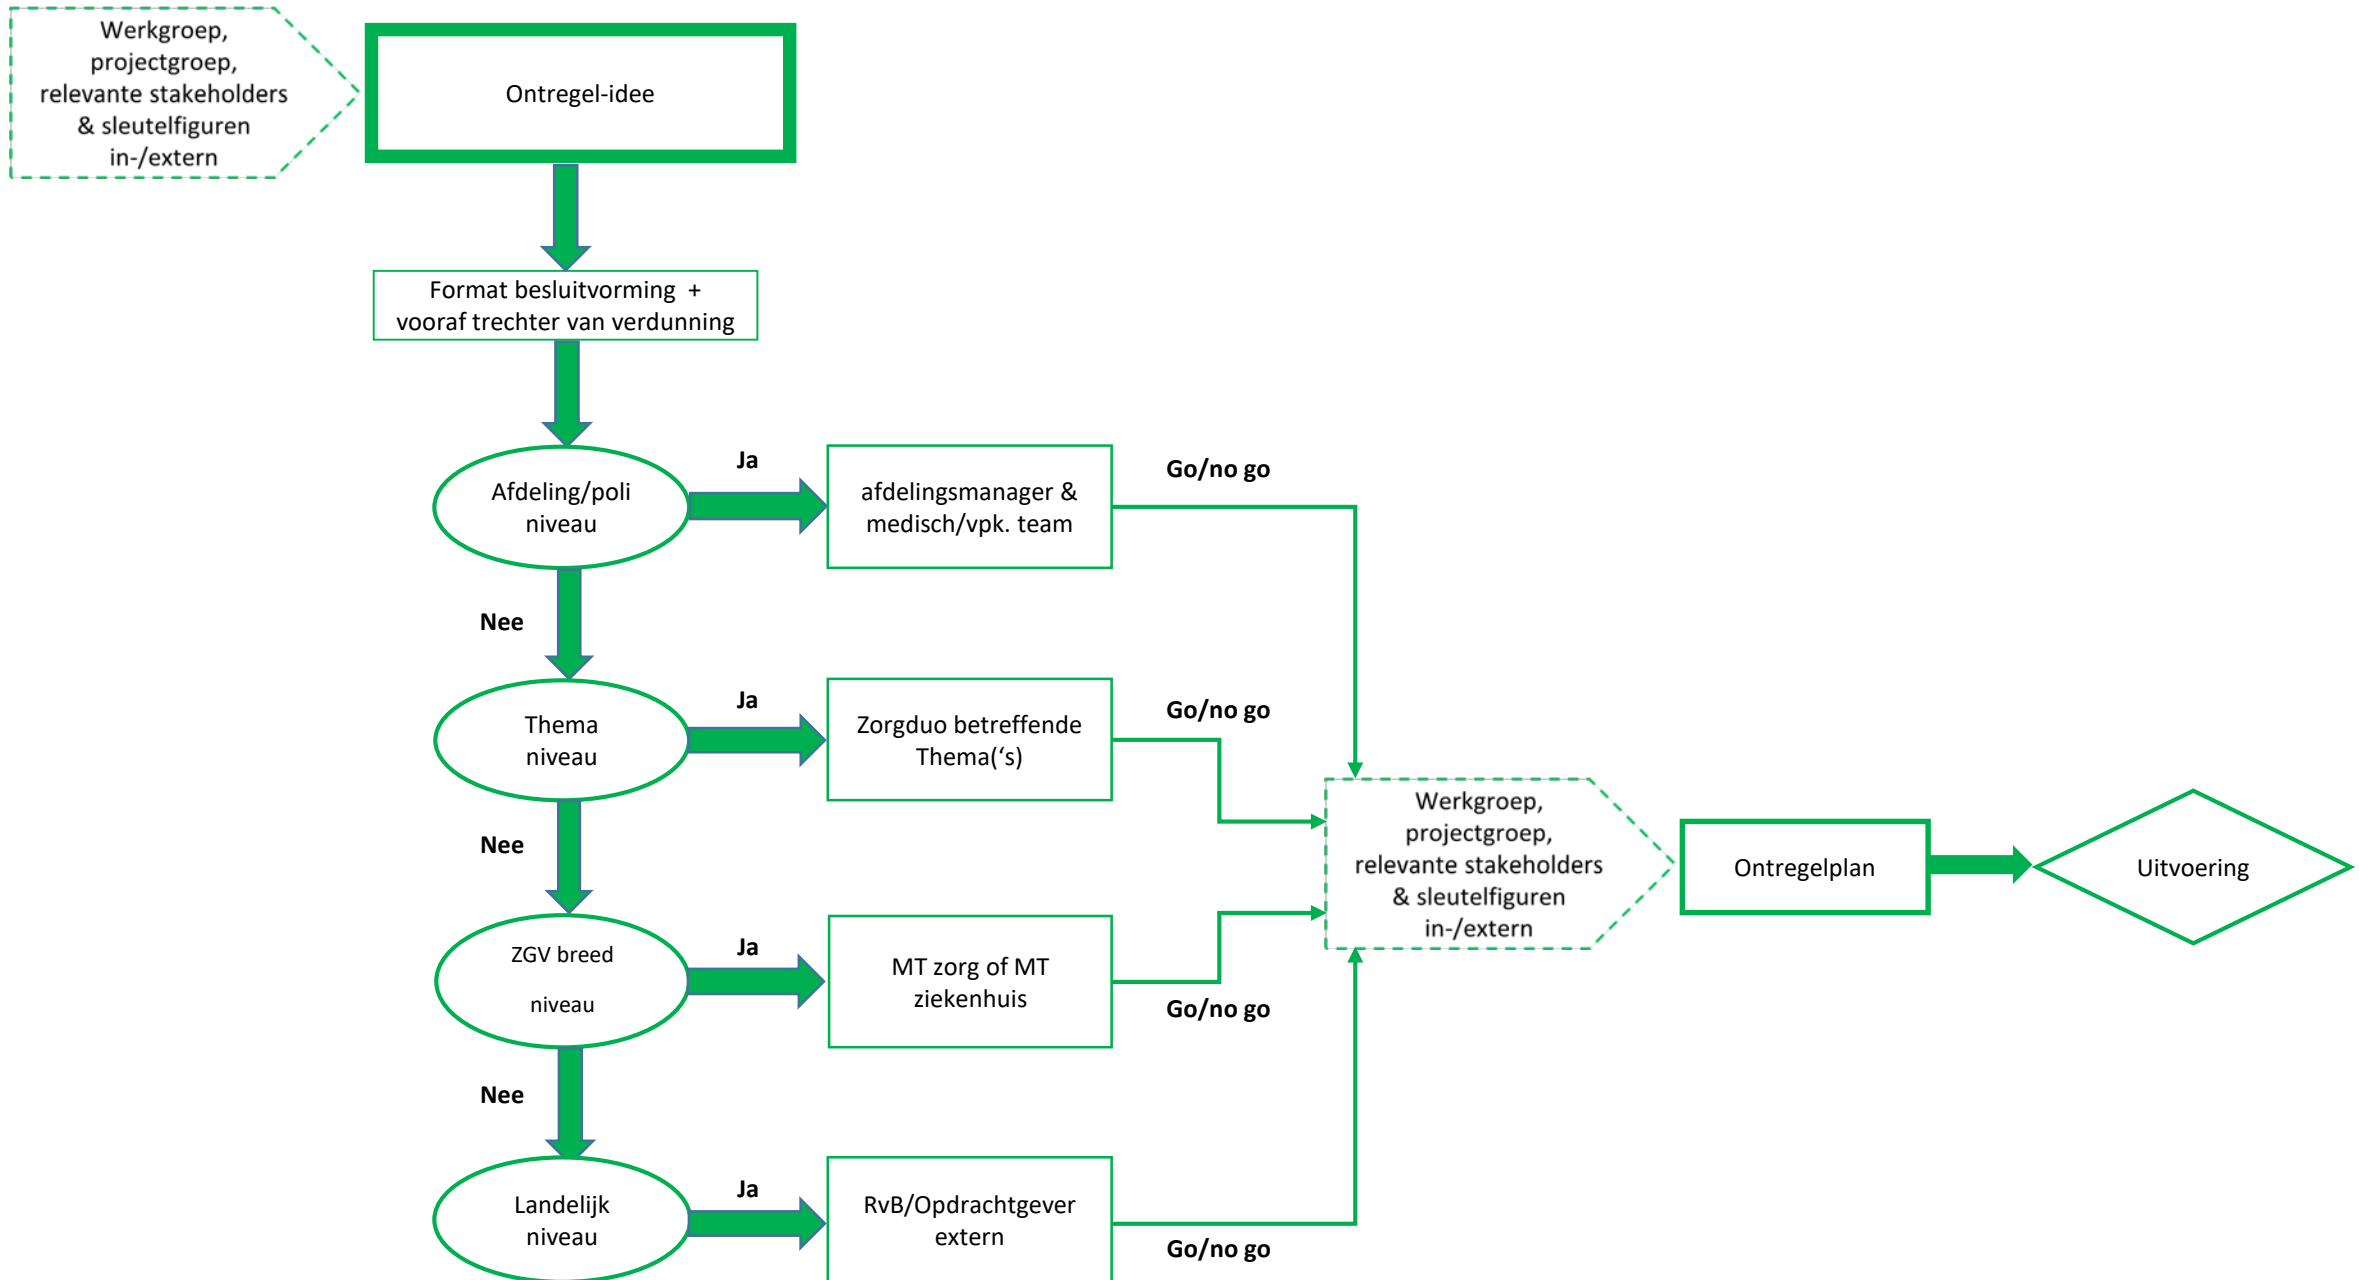 Werkgroep,
projectgroep,
relevante stakeholders
& sleutelfiguren
in-/extern
Ontregel-idee
Format besluitvorming +
vooraf trechter van verdunning
Afdeling/poli
niveau
Ja
afdelingsmanager &
medisch/vpk. team
Go/no go
Nee
Thema
niveau
Ja
Zorgduo betreffende
Thema(‘s)
Go/no go
Nee
ZGV breed
niveau
Ja
MT zorg of MT
ziekenhuis
Go/no go
Nee
Landelijk
niveau
Ja
RvB/Opdrachtgever
extern
Go/no go
Werkgroep,
projectgroep,
relevante stakeholders
& sleutelfiguren
in-/extern
Ontregelplan
Uitvoering